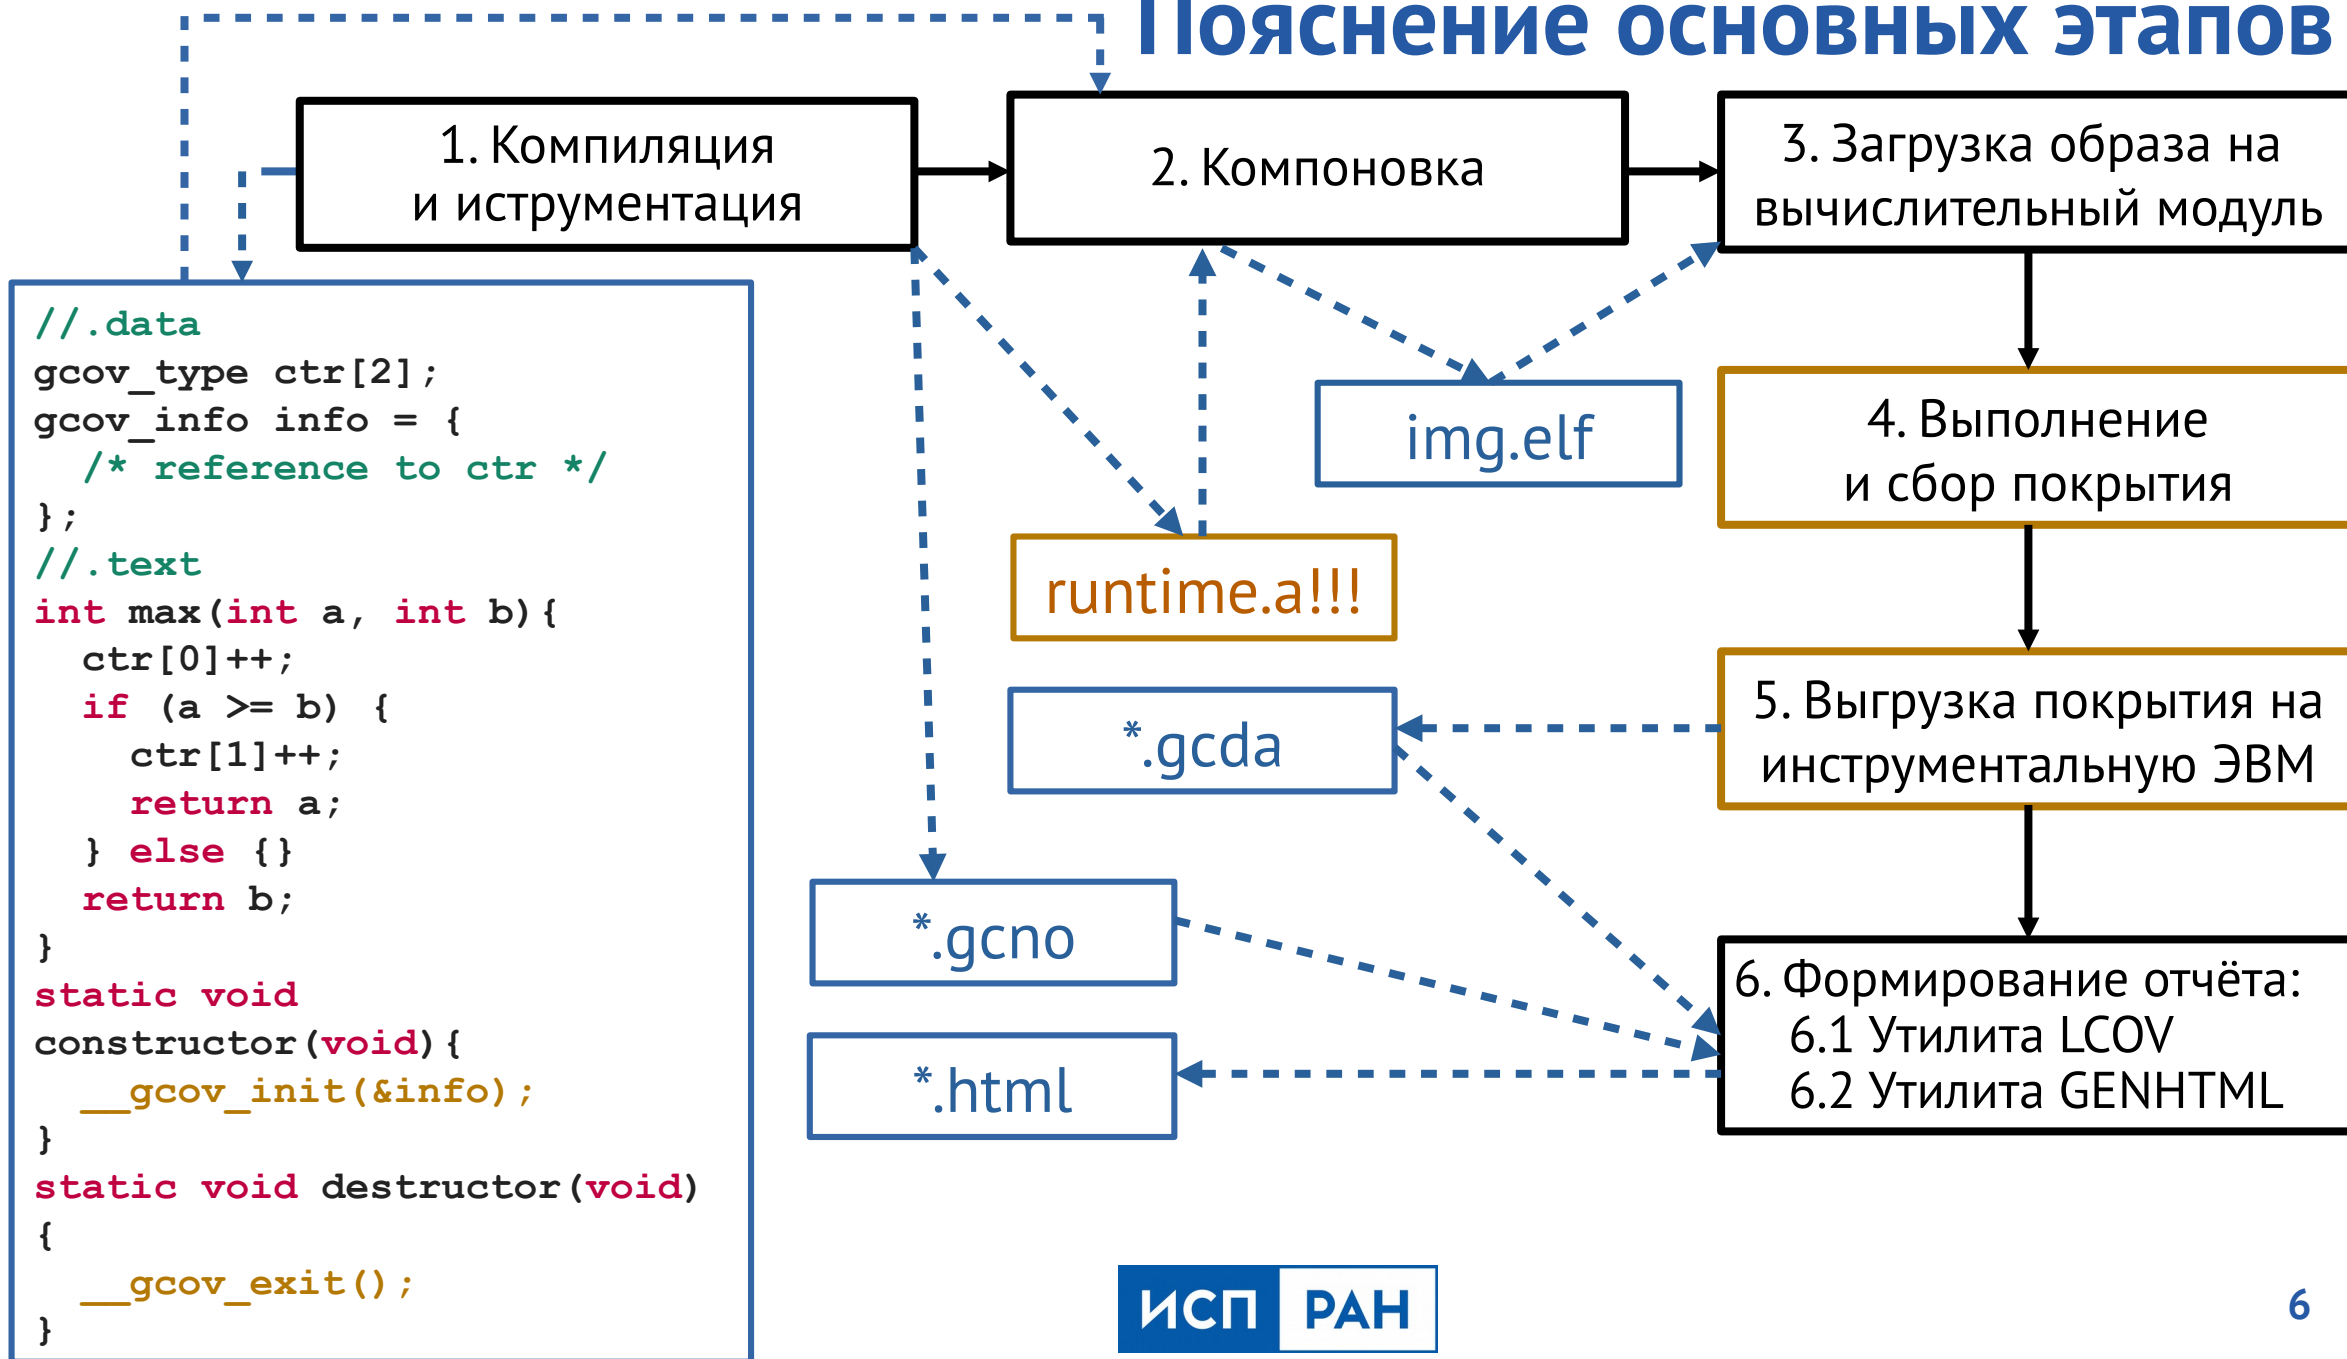 Пояснение основных этапов
1. Компиляция
и иструментация
2. Компоновка
3. Загрузка образа на
вычислительный модуль
//.data
gcov_type ctr[2];
gcov_info info = {
  /* reference to ctr */
};
//.text
int max(int a, int b){
  ctr[0]++;
  if (a >= b) {
    ctr[1]++;
    return a;
  } else {}
  return b;
}
static void
constructor(void){
  __gcov_init(&info);
}
static void destructor(void)
{
  __gcov_exit();
}
img.elf
4. Выполнение
и сбор покрытия
runtime.a!!!
*.gcda
5. Выгрузка покрытия на
инструментальную ЭВМ
*.gcno
*.html
6. Формирование отчёта:
6.1 Утилита LCOV
6.2 Утилита GENHTML
ИСП РАН
6